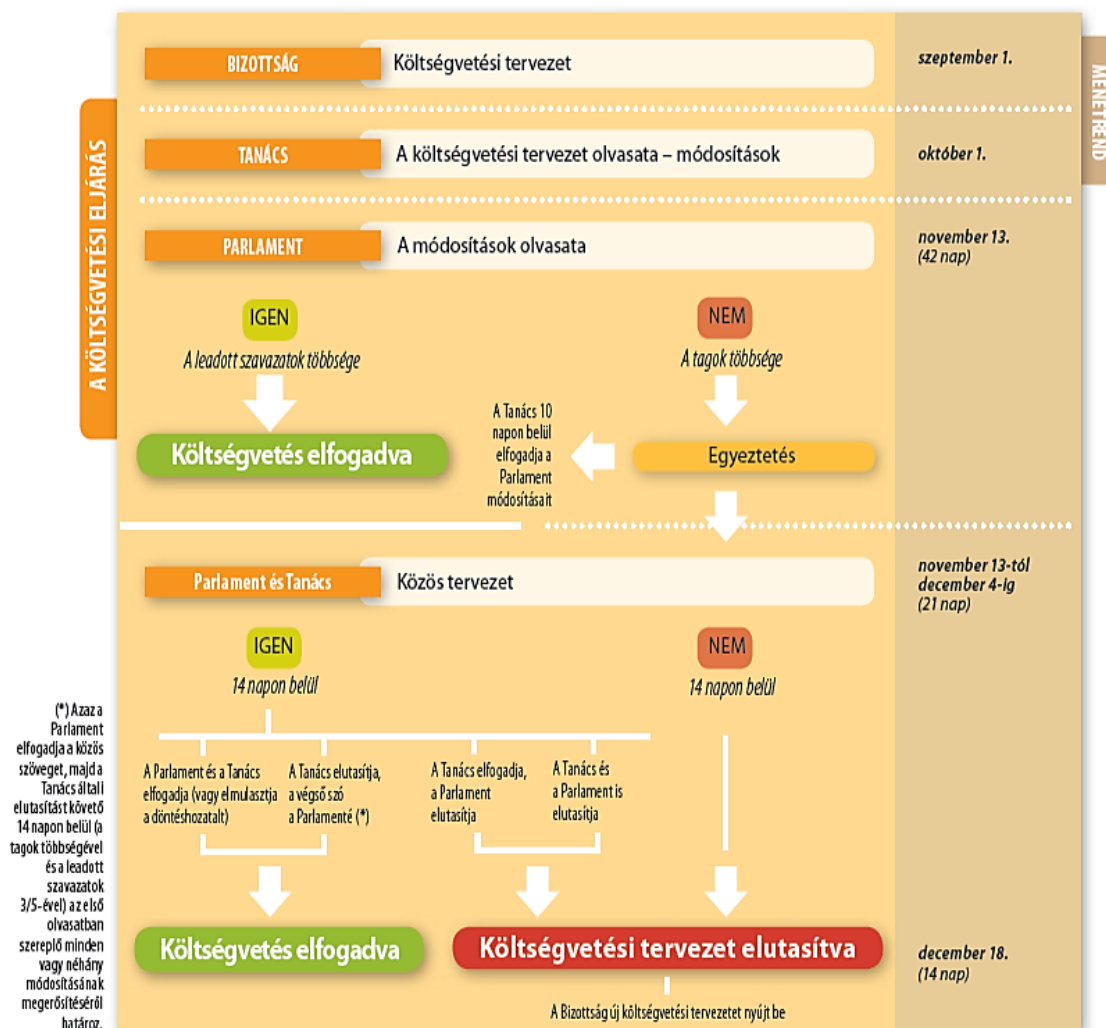 A KÖLTSÉGVETÉSI ELJÁRÁS
MENETREND
BIZOTTSÁG
Költségvetési tervezet
szeptember 1.
TANÁCS
A költségvetési tervezet olvasata – módosítások
október 1.
PARLAMENT
A módosítások olvasata
november 13.
(42 nap)
IGEN
A leadott szavazatok többsége
NEM
A tagok többsége
Költségvetés elfogadva
A Tanács 10
napon belül
elfogadja a
Parlament
módosításait
Egyeztetés
Parlament és Tanács
Közös tervezet
november 13-tól
december 4-ig
(21 nap)
IGEN
14 napon belül
NEM
14 napon belül
A Parlament és a Tanács
elfogadja (vagy elmulasztja
a döntéshozatalt)
A Tanács elutasítja,
a végső szó
a Parlamenté (*)
A Tanács elfogadja,
a Parlament
elutasítja
A Tanács és
a Parlament is
elutasítja
Költségvetés elfogadva
Költségvetési tervezet elutasítva
december 18.
(14 nap)
A Bizottság új költségvetési tervezetet nyújt be
(*) Azaz a
Parlament
elfogadja a közös
szöveget, majd a
Tanács általi
elutasítást követő
14 napon belül (a
tagok többségével
és a leadott
szavazatok
3/5-ével) az első
olvasatban
szereplő minden
vagy néhány
módosításának
megerősítéséről
határoz.